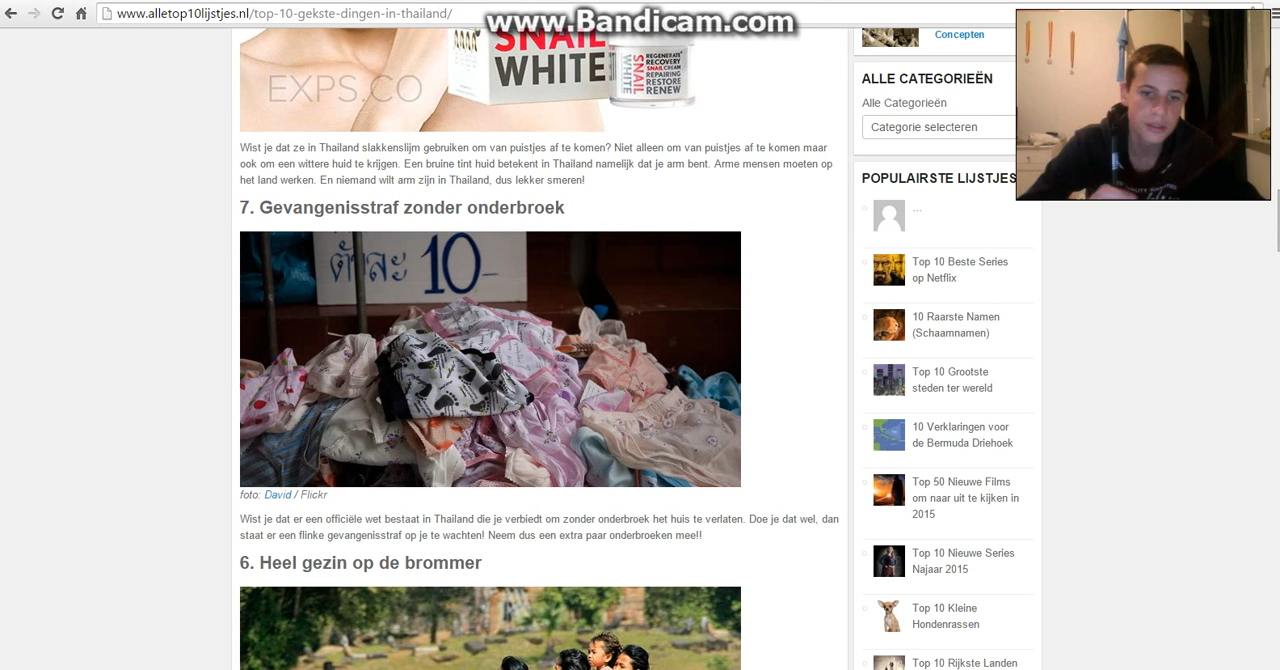 www.alletop10lijstjes.nl/top-10-gekste-dingen-in-thailand/
www.Bandicam.com
SNAIL
WHITE
SNAIL
WHITE
REGENERATE
RECOVERY
SNAIL CREAM
REPAIRING
RESTORE
RENEW
EXPS.CO
Wist je dat ze in Thailand slakkenslijm gebruiken om van puistjes af te komen? Niet alleen om van puistjes af te komen maar
ook om een wittere huid te krijgen. Een bruine tint huid betekent in Thailand namelijk dat je arm bent. Arme mensen moeten op
het land werken. En niemand wilt arm zijn in Thailand, dus lekker smeren!
7. Gevangenisstraf zonder onderbroek
ตัวละ 10-
foto: David / Flickr
Wist je dat er een officiële wet bestaat in Thailand die je verbiedt om zonder onderbroek het huis te verlaten. Doe je dat wel, dan
staat er een flinke gevangenisstraf op je te wachten! Neem dus een extra paar onderbroeken mee!!
6. Heel gezin op de brommer
Concepten
ALLE CATEGORIEËN
Alle Categorieën
Categorie selecteren
POPULAIRSTE LIJSTJES
...
Top 10 Beste Series
op Netflix
10 Raarste Namen
(Schaamnamen)
Top 10 Grootste
steden ter wereld
10 Verklaringen voor
de Bermuda Driehoek
Top 50 Nieuwe Films
om naar uit te kijken in
2015
Top 10 Nieuwe Series
Najaar 2015
Top 10 Kleine
Hondenrassen
Top 10 Rijkste Landen